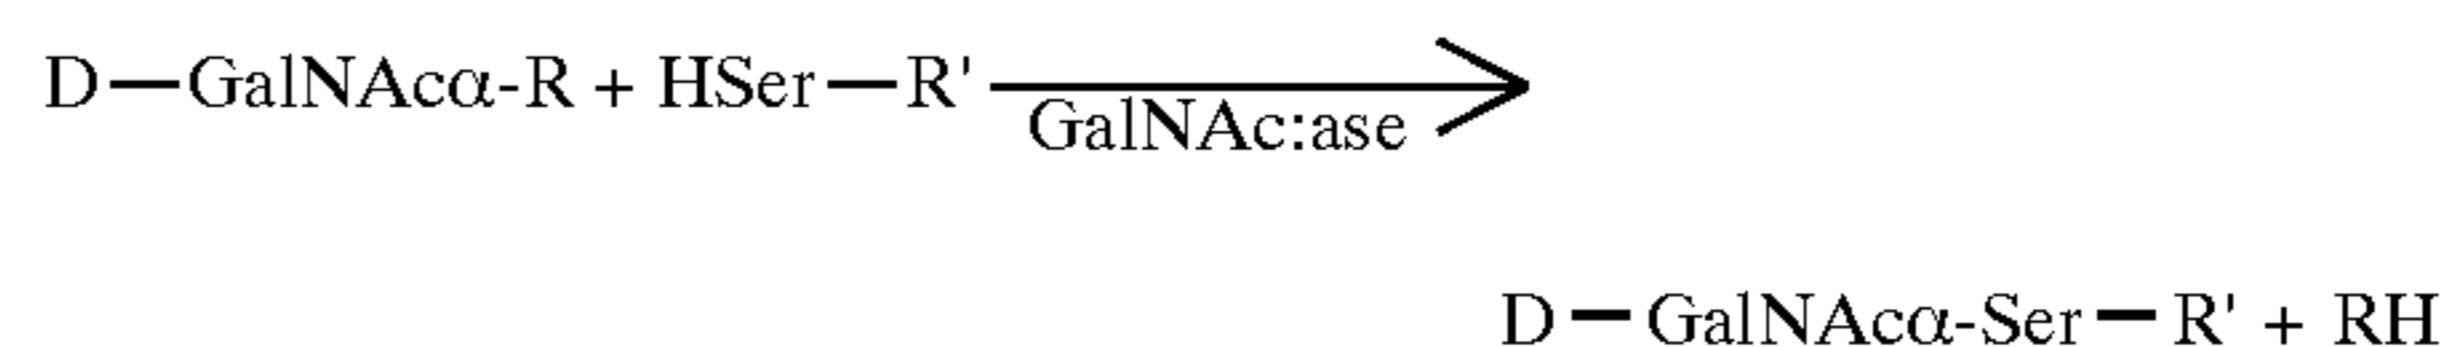 D—GalNAcα-R + HSer—R'
GalNAc:ase
D—GalNAcα-Ser—R' + RH